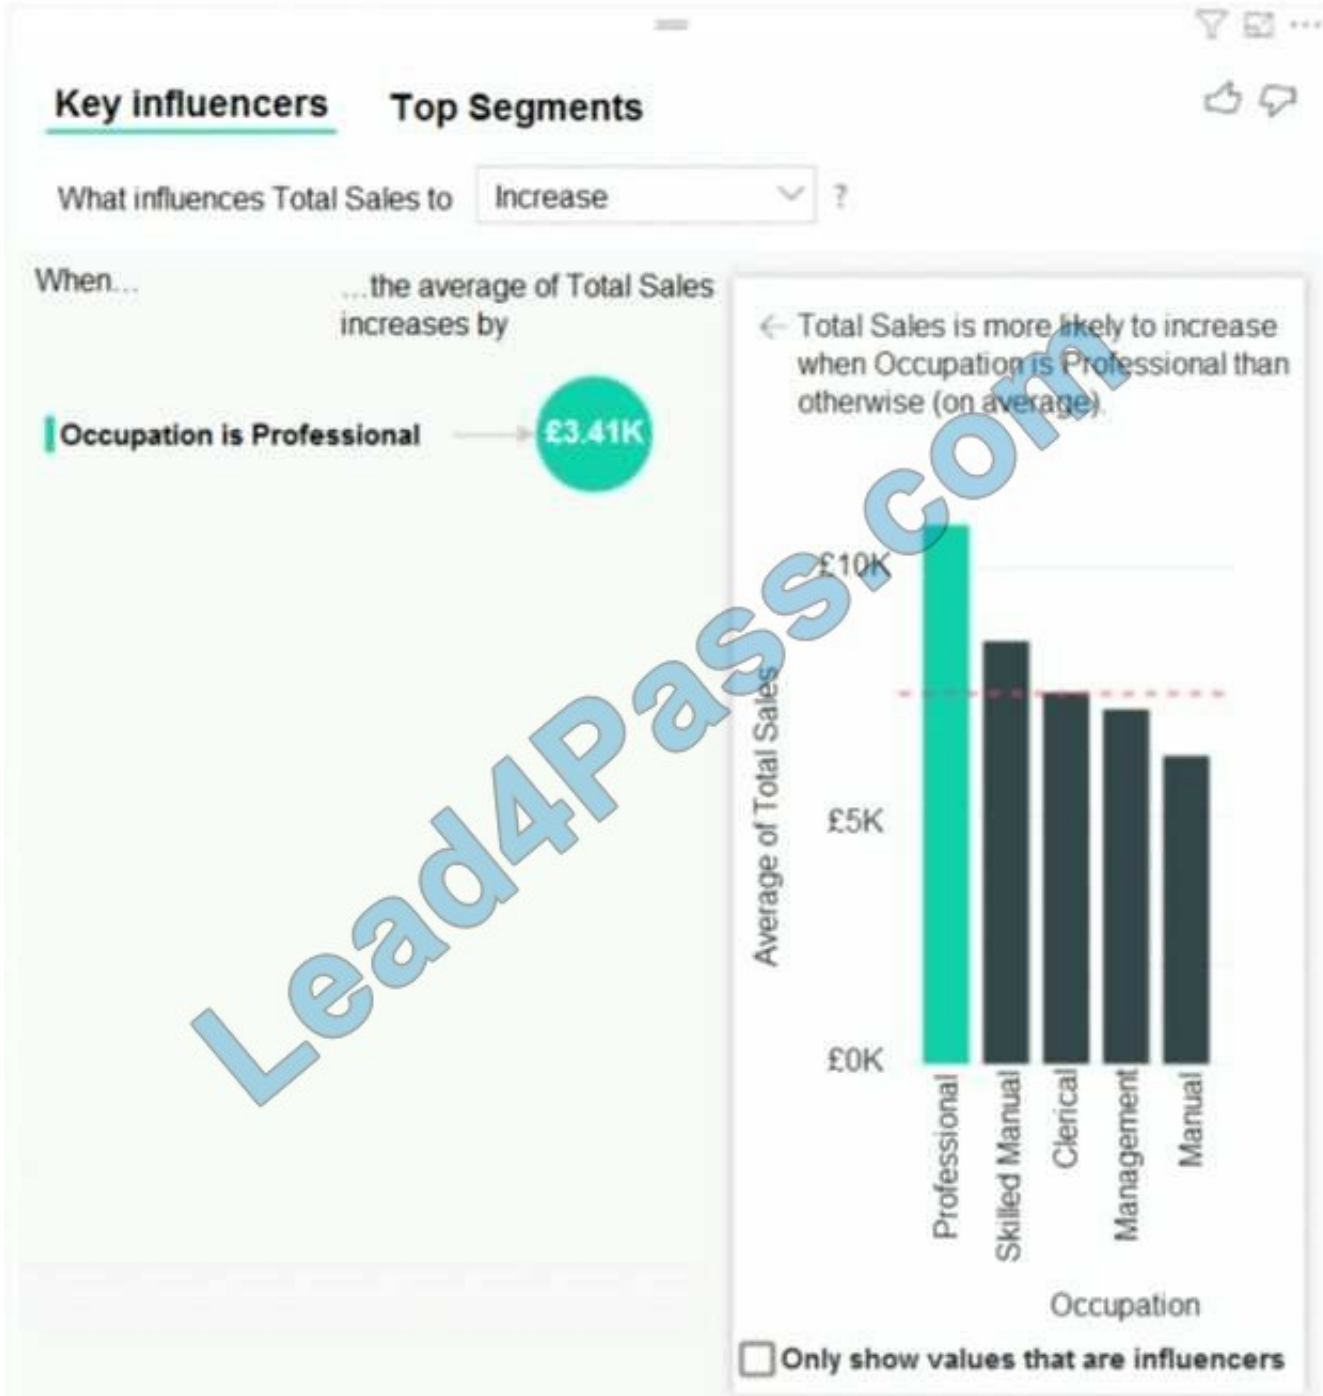 Key influencers
Top Segments
What influences Total Sales to
Increase
?
When...
...the average of Total Sales
increases by
Occupation is Professional
£3.41K
← Total Sales is more likely to increase
when Occupation is Professional than
otherwise (on average).
£10K
£5K
£0K
Average of Total Sales
Professional
Skilled Manual
Clerical
Management
Manual
Occupation
Only show values that are influencers
Lead4Pass.com